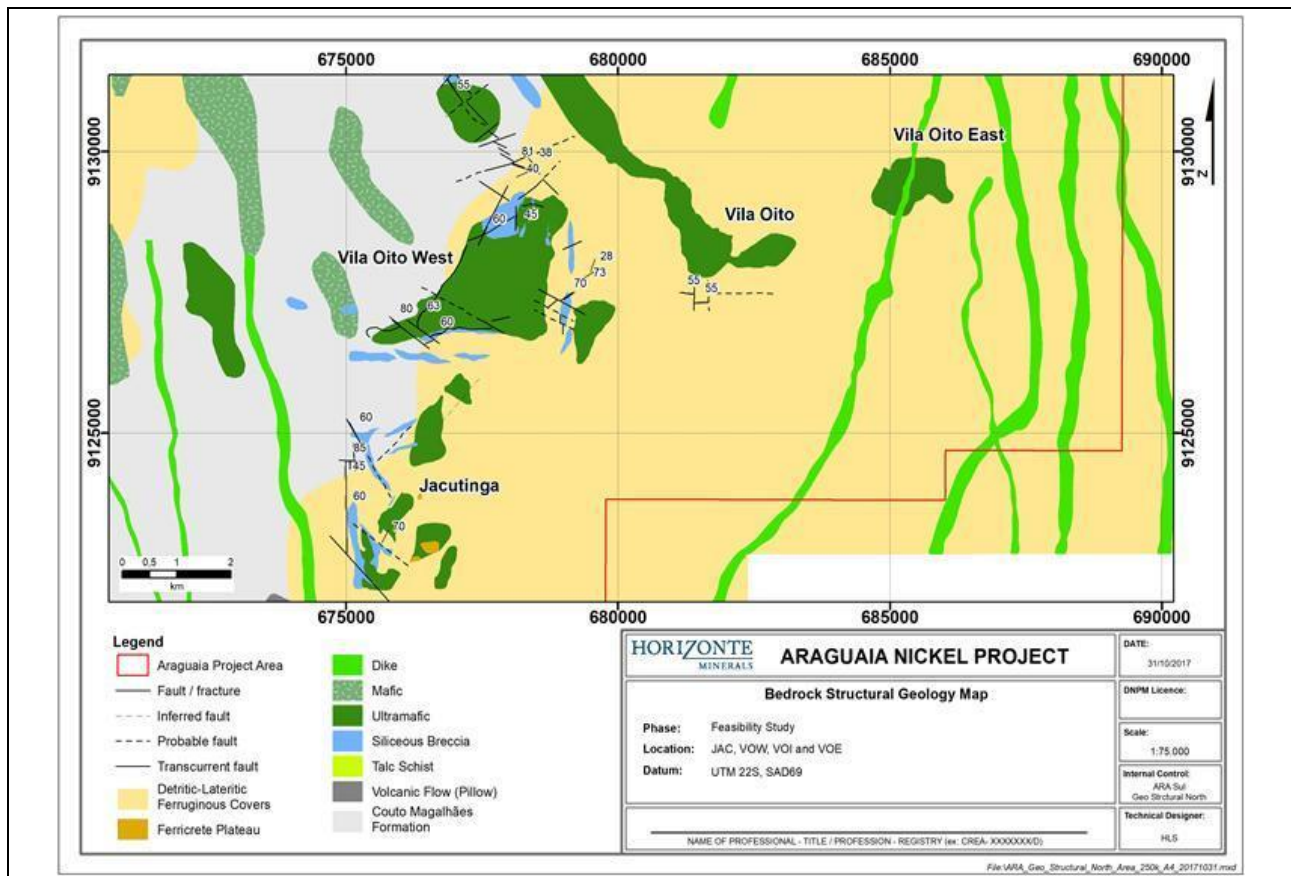 675000 680000 685000 690000
9130000 9130000
9125000 9125000
N
55
81 38
40
60 45
Vila Oito West
Vila Oito
Vila Oito East
28
73
70
55 55
80 63
60
60
85
45
60
Jacutinga
70
0 0,5 1 2
km
675000 680000 685000 690000
Legend
Araguaia Project Area
Fault / fracture
Inferred fault
Probable fault
Transcurrent fault
Detritic-Lateritic
Ferruginous Covers
Ferricrete Plateau
Dike
Mafic
Ultramafic
Siliceous Breccia
Talc Schist
Volcanic Flow (Pillow)
Couto Magalhães
Formation
HORIZONTE
MINERALS
ARAGUAIA NICKEL PROJECT
Bedrock Structural Geology Map
Phase: Feasibility Study
Location: JAC, VOW, VOI and VOE
Datum: UTM 22S, SAD69
NAME OF PROFESSIONAL - TITLE / PROFESSION - REGISTRY (ex: CREA- XXXXXXX/D)
DATE:
31/10/2017
DNPM Licence:
Scale:
1:75.000
Internal Control:
ARA Sul
Geo Strctural North
Technical Designer:
HLS
File:\ARA_Geo_Structural_North_Area_250k_A4_20171031.mxd